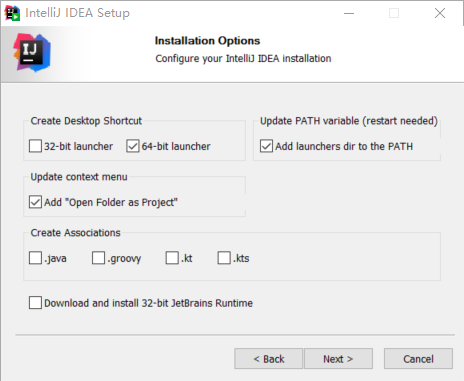 IntelliJ IDEA Setup
IJ
Installation Options
Configure your IntelliJ IDEA installation
Create Desktop Shortcut
32-bit launcher 64-bit launcher
Update PATH variable (restart needed)
Add launchers dir to the PATH
Update context menu
Add "Open Folder as Project"
Create Associations
.java .groovy .kt .kts
Download and install 32-bit JetBrains Runtime
< Back Next > Cancel